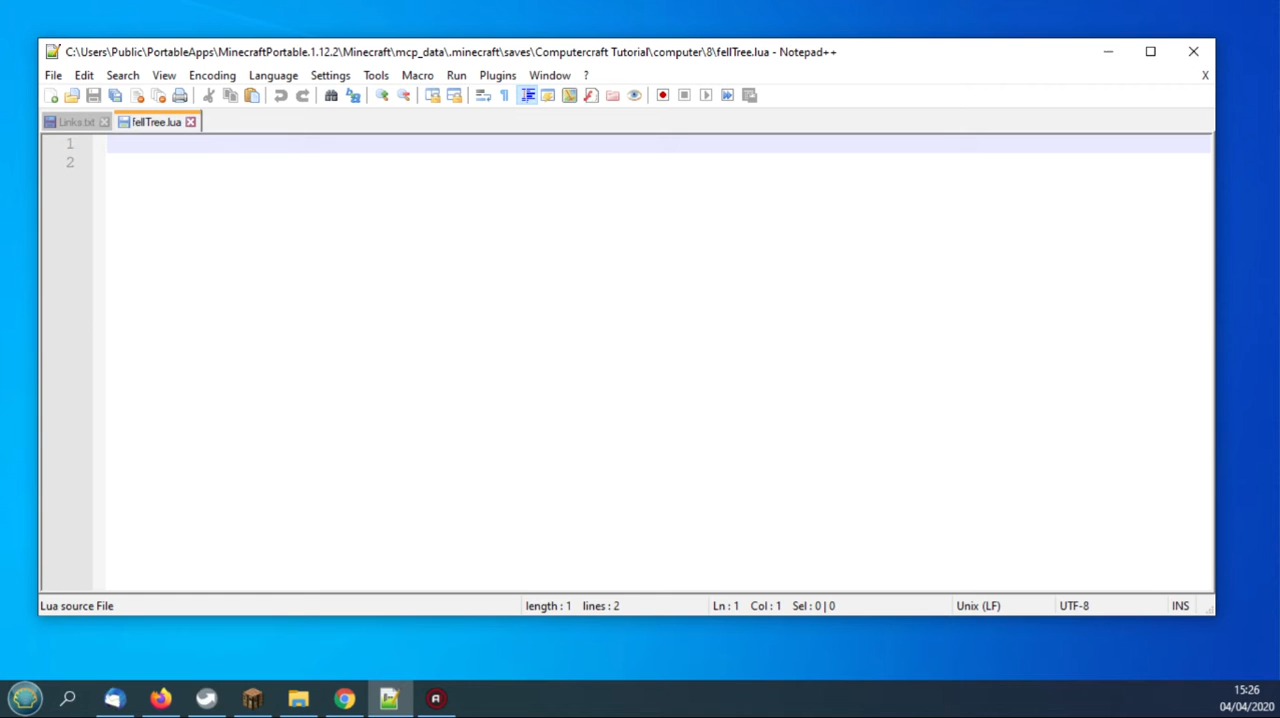 C:\Users\Public\PortableApps\MinecraftPortable.1.12.2\Minecraft\mcp_data\.minecraft\saves\Computercraft Tutorial\computer\8\fellTree.lua - Notepad++
File Edit Search View Encoding Language Settings Tools Macro Run Plugins Window ? X
Links.txt fellTree.lua
1
2
Lua source File length : 1 lines : 2 Ln : 1 Col : 1 Sel : 0 | 0 Unix (LF) UTF-8 INS
15:26
04/04/2020